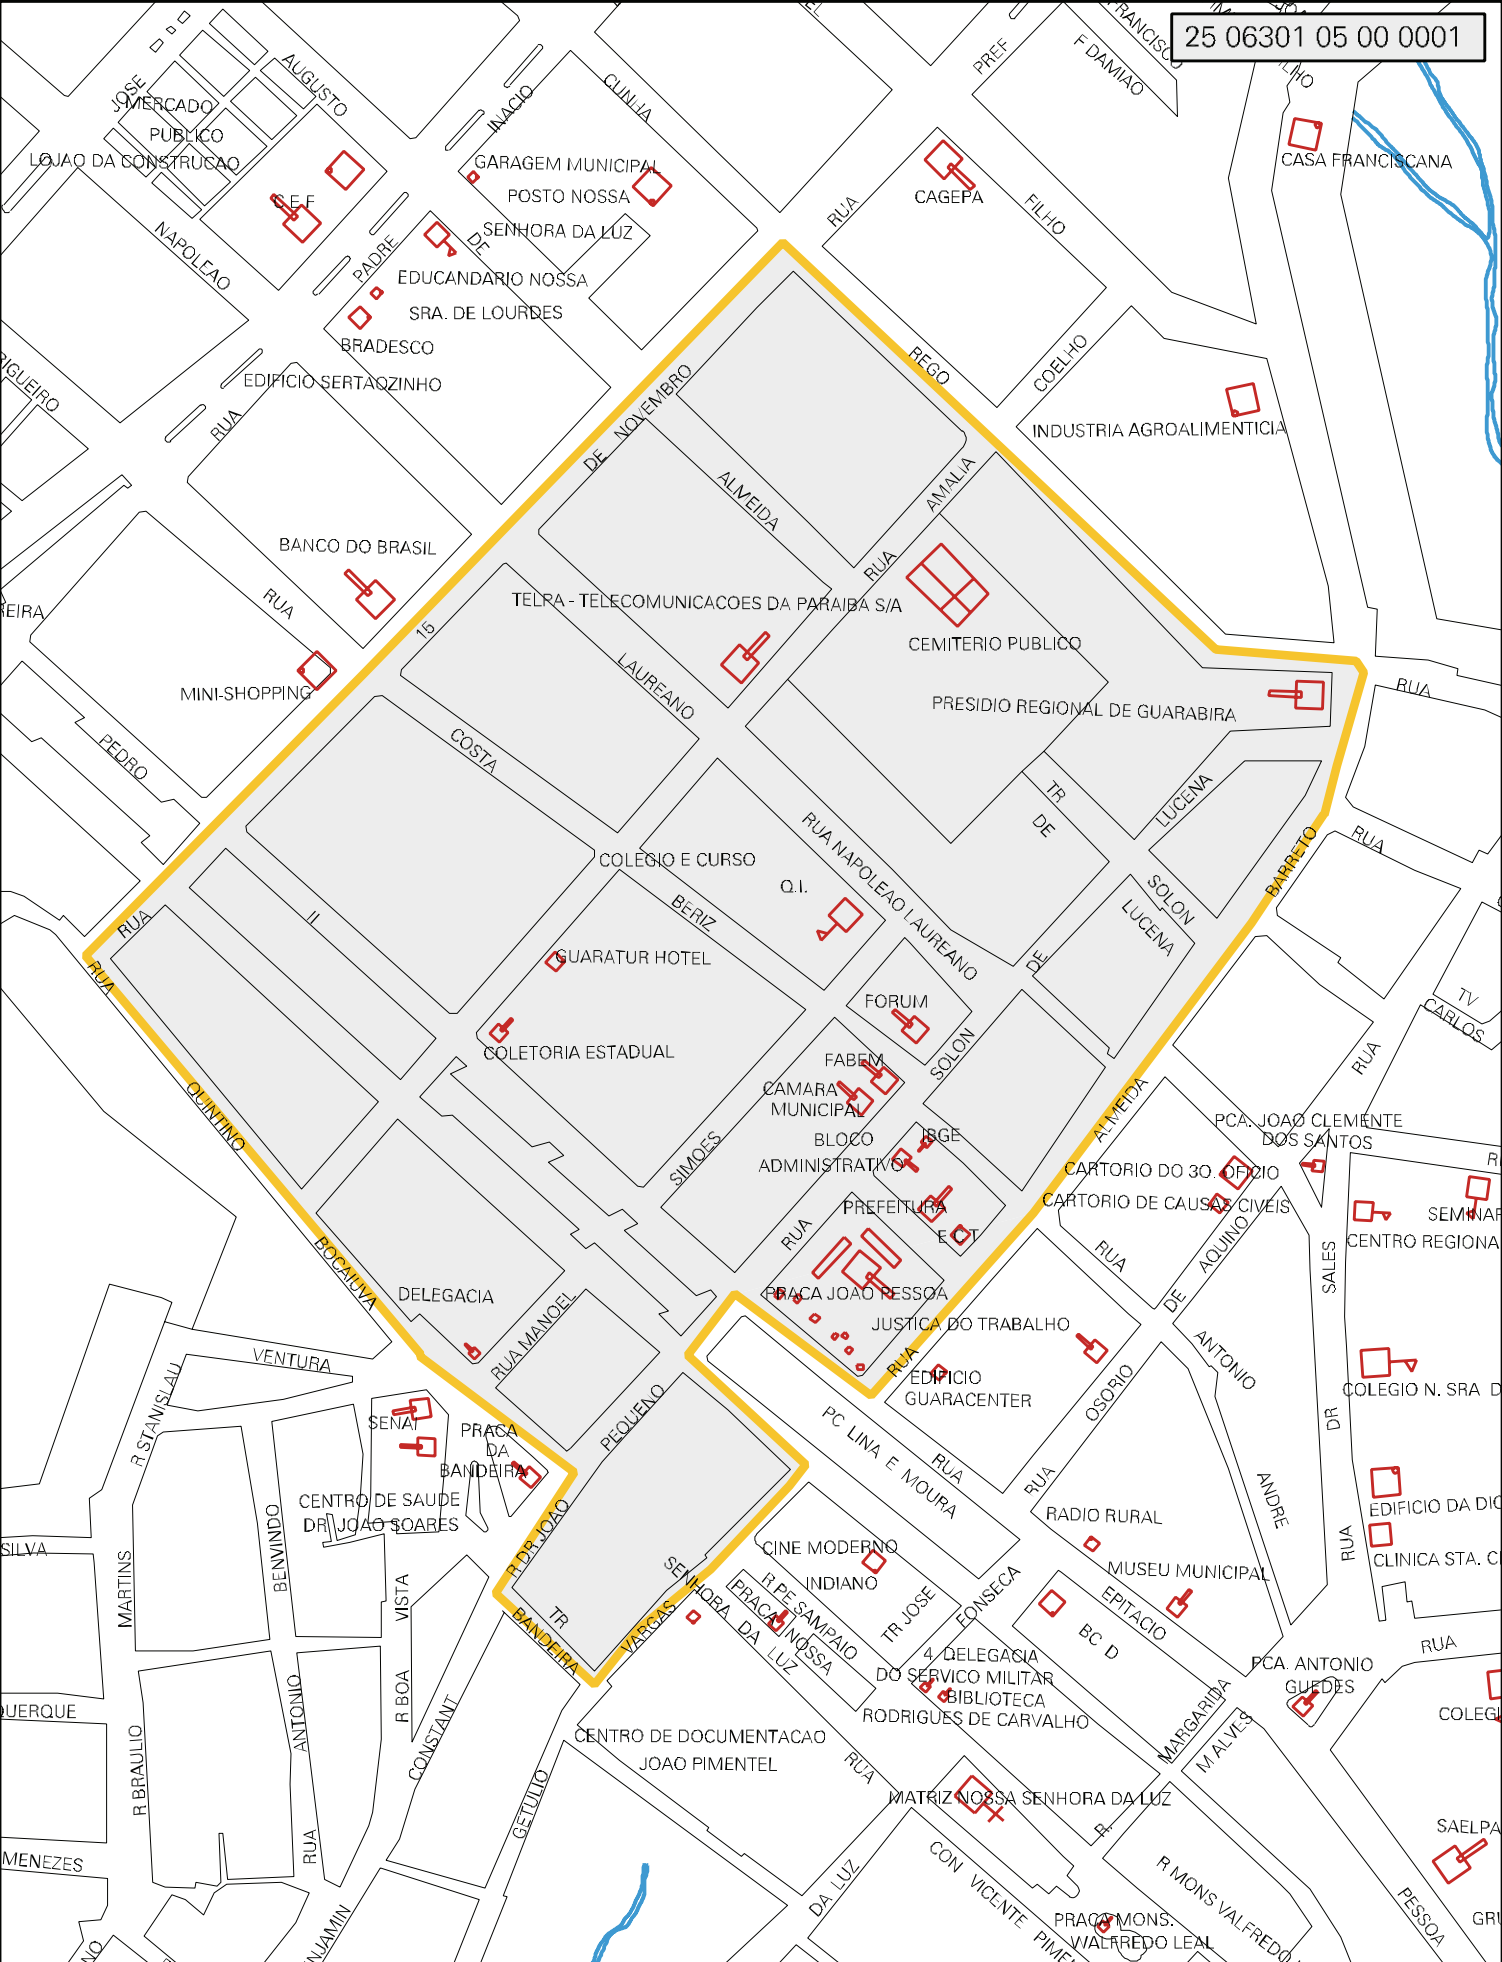 25 06301 05 00 0001
FRANCISCO
PREF
F DAMIAO
JOSE
AUGUSTO
MERCADO
PUBLICO
LOJAO DA CONSTRUCAO
INACIO
CUNHA
GARAGEM MUNICIPAL
POSTO NOSSA
SENHORA DA LUZ
CASA FRANCISCANA
CAGEPA
RUA
FILHO
C E F
NAPOLEAO
PADRE
DE
EDUCANDARIO NOSSA
SRA. DE LOURDES
BRADESCO
EDIFICIO SERTAOZINHO
RUA
REGO
COELHO
INDUSTRIA AGROALIMENTICIA
DE NOVEMBRO
ALMEIDA
AMALIA
RUA
BANCO DO BRASIL
RUA
15
TELPA - TELECOMUNICACOES DA PARAIBA S/A
CEMITERIO PUBLICO
LAUREANO
MINI-SHOPPING
PRESIDIO REGIONAL DE GUARABIRA
RUA
PEDRO
COSTA
TR
DE
LUCENA
RUA NAPOLEAO LAUREANO
COLEGIO E CURSO
Q.I.
BARRETO
RUA
BERIZ
SOLON
LUCENA
RUA
II
GUARATUR HOTEL
DE
RUA
FORUM
TV
CARLOS
COLETORIA ESTADUAL
SOLON
FABEM
CAMARA
MUNICIPAL
RUA
QUINTINO
ALMEIDA
BLOCO
ADMINISTRATIVO
IBGE
PCA. JOAO CLEMENTE
DOS SANTOS
SIMOES
CARTORIO DO 3O. OFICIO
CARTORIO DE CAUSAS CIVEIS
PREFEITURA
E C T
RUA
BOCAIUVA
RUA
AQUINO
SALES
CENTRO REGIONA
DELEGACIA
PRACA JOAO PESSOA
DE
JUSTICA DO TRABALHO
RUA MANOEL
RUA
VENTURA
R STANISLAU
EDIFICIO
GUARACENTER
ANTONIO
OSORIO
COLEGIO N. SRA D
SENAI
PRACA
DA
BANDEIRA
PEQUENO
PC LINA E MOURA
DR
RUA
RUA
ANDRE
CENTRO DE SAUDE
DR. JOAO SOARES
R DR JOAO
RADIO RURAL
EDIFICIO DA DIO
SILVA
BENVINDO
MARTINS
CINE MODERNO
INDIANO
RUA
CLINICA STA. C
MUSEU MUNICIPAL
SENHORA DA LUZ
R PE SAMPAIO
PRACA NOSSA
TR JOSE
FONSECA
EPITACIO
VISTA
TR
BANDEIRA
VARGAS
BC D
RUA
4. DELEGACIA
DO SERVICO MILITAR
BIBLIOTECA
RODRIGUES DE CARVALHO
PCA. ANTONIO
GUEDES
R BOA
ANTONIO
CENTRO DE DOCUMENTACAO
JOAO PIMENTEL
MARGARIDA
M ALVES
CONSTANT
R BRAULIO
RUA
GETULIO
RUA
MATRIZ NOSSA SENHORA DA LUZ
R.
SAELPA
MENEZES
DA LUZ
CON VICENTE
R MONS VALFREDO
PESSOA
PRACA MONS.
WALFREDO LEAL